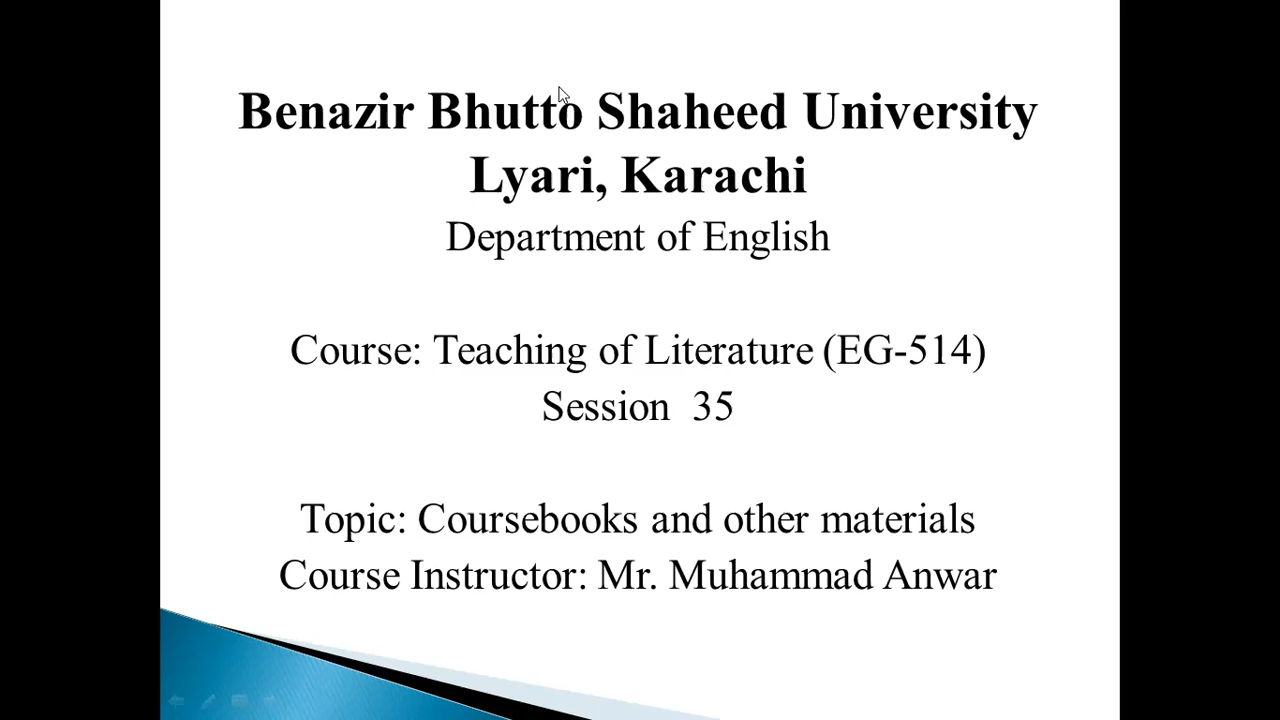 Benazir Bhutto Shaheed University
Lyari, Karachi
Department of English
Course: Teaching of Literature (EG-514)
Session  35
Topic: Coursebooks and other materials
Course Instructor: Mr. Muhammad Anwar